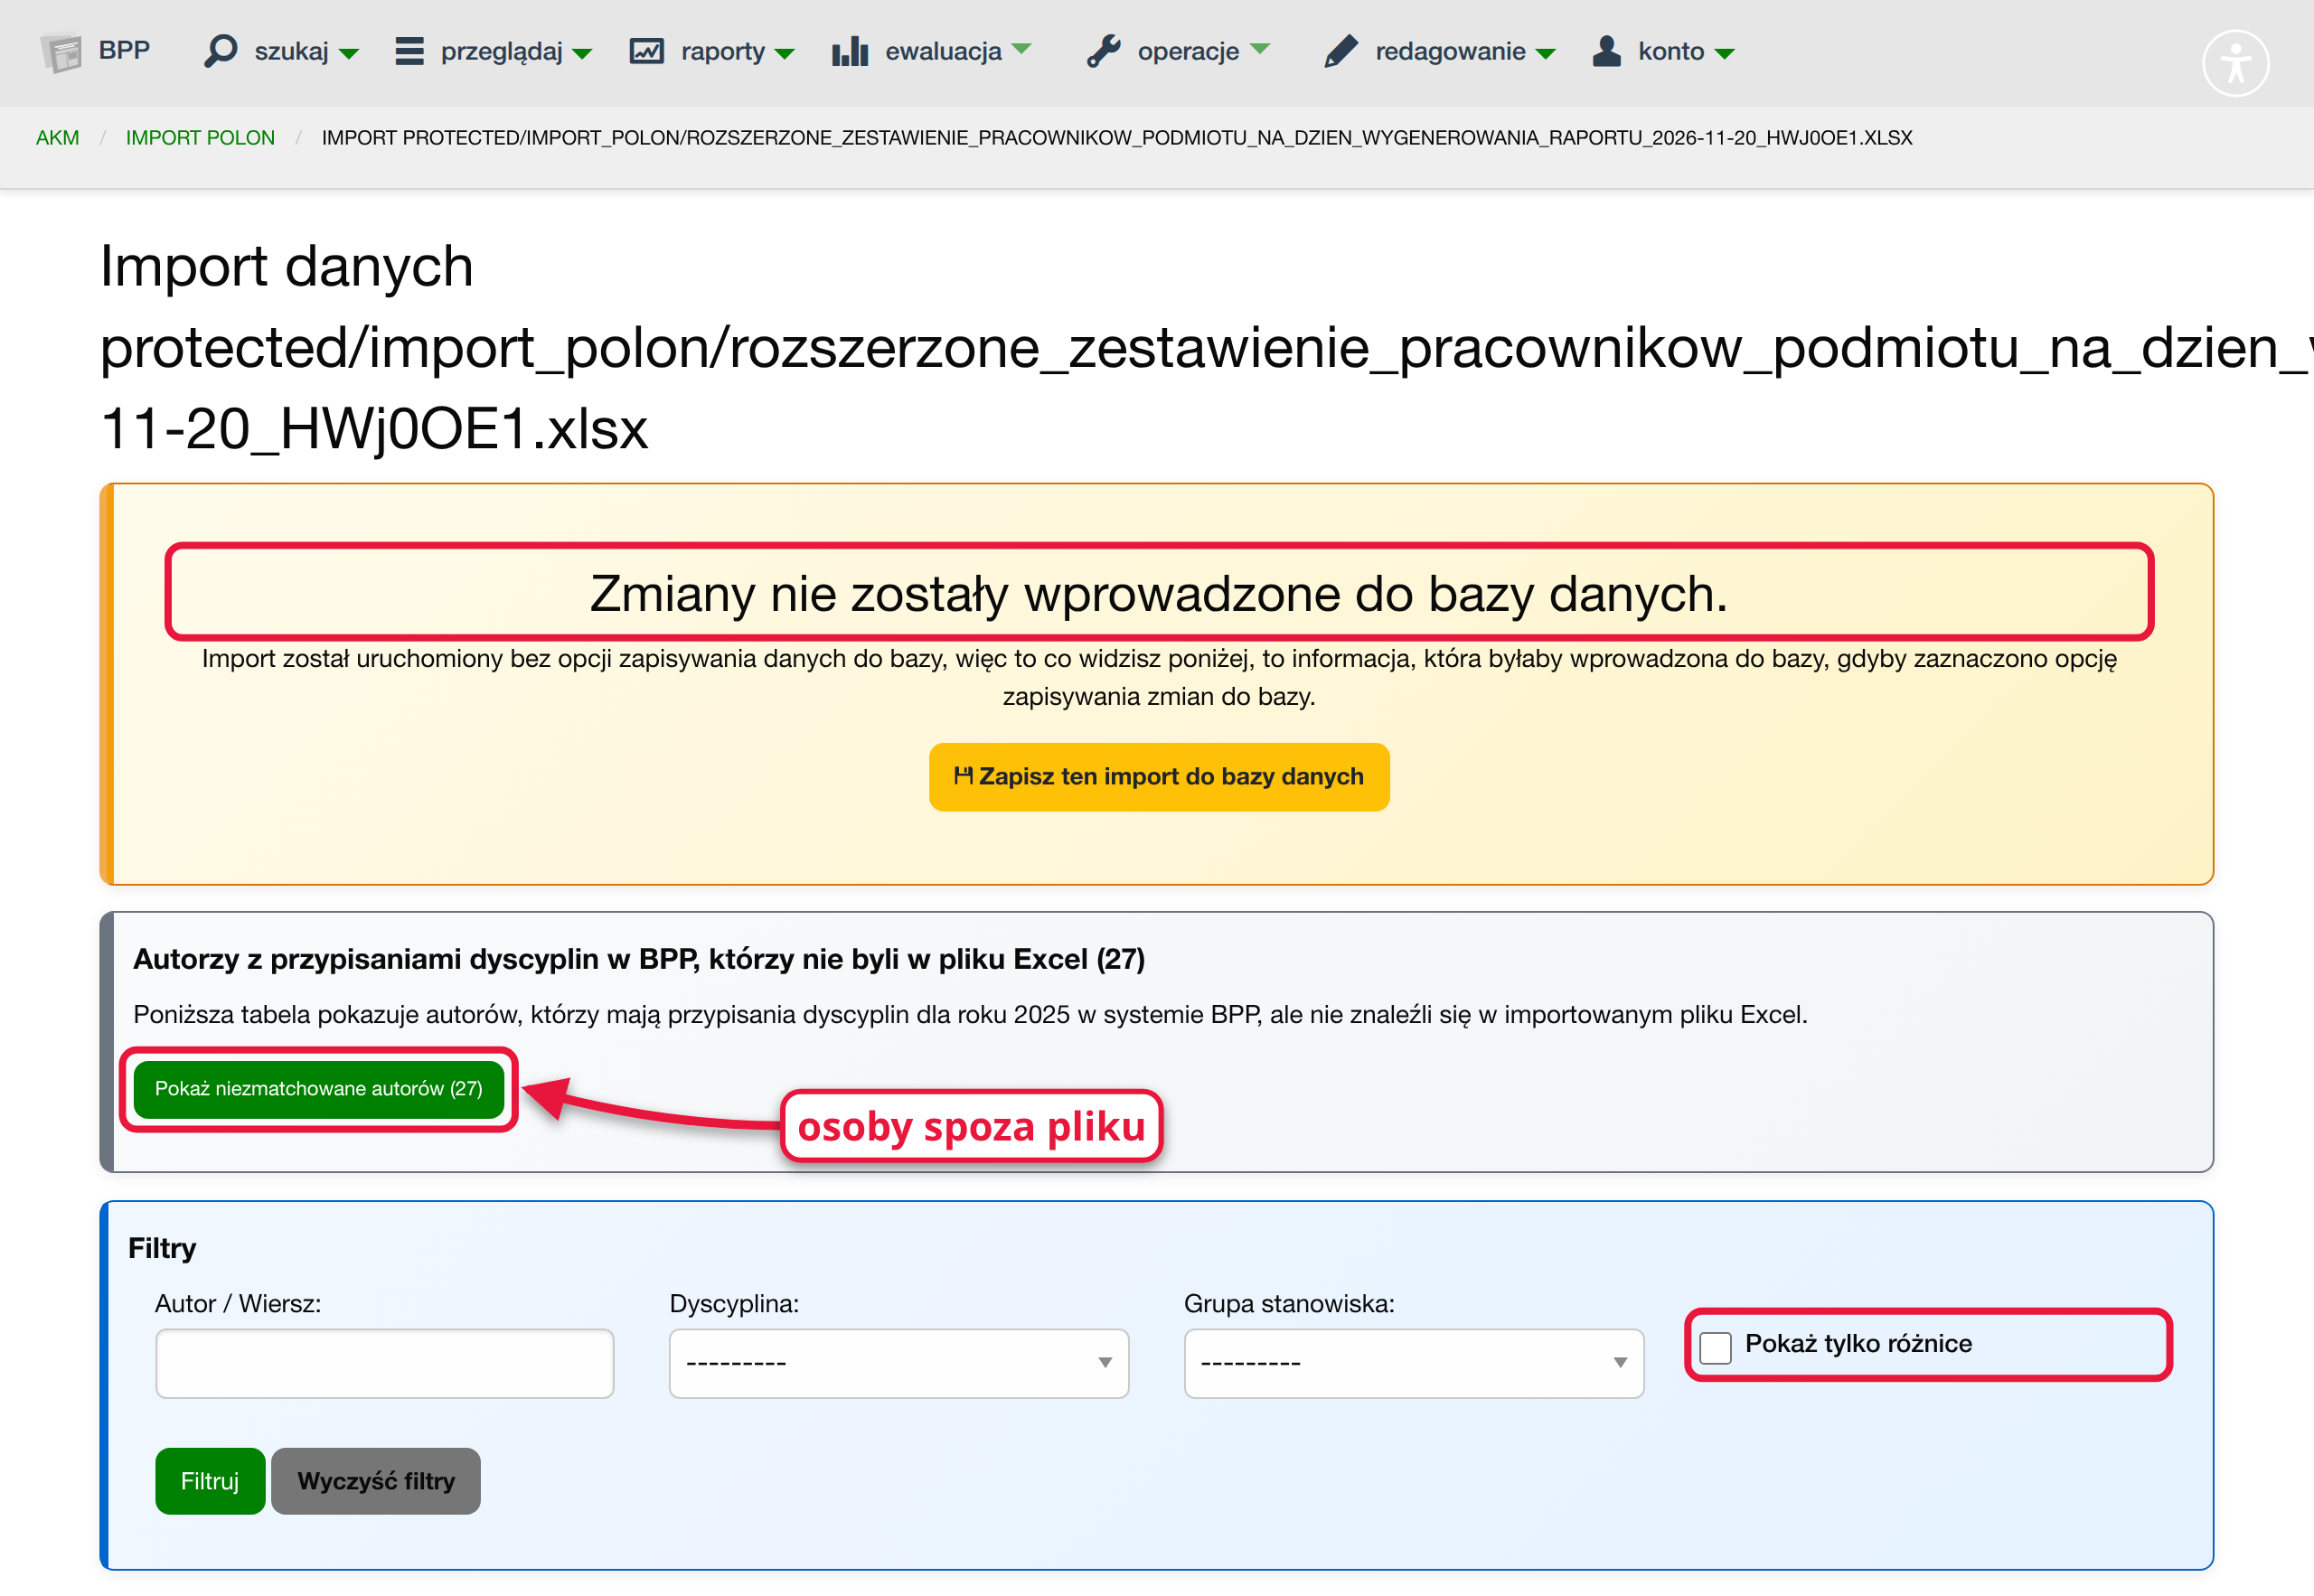 BPP szukaj przeglądaj raporty ewaluacja operacje redagowanie konto
AKM / IMPORT POLON / IMPORT PROTECTED/IMPORT_POLON/ROZSZERZONE_ZESTAWIENIE_PRACOWNIKOW_PODMIOTU_NA_DZIEN_WYGENEROWANIA_RAPORTU_2026-11-20_HWJ0OE1.XLSX
Import danych
protected/import_polon/rozszerzone_zestawienie_pracownikow_podmiotu_na_dzien_
11-20_HWj0OE1.xlsx
Zmiany nie zostały wprowadzone do bazy danych.
Import został uruchomiony bez opcji zapisywania danych do bazy, więc to co widzisz poniżej, to informacja, która byłaby wprowadzona do bazy, gdyby zaznaczono opcję
zapisywania zmian do bazy.
Zapisz ten import do bazy danych
Autorzy z przypisaniami dyscyplin w BPP, którzy nie byli w pliku Excel (27)
Poniższa tabela pokazuje autorów, którzy mają przypisania dyscyplin dla roku 2025 w systemie BPP, ale nie znaleźli się w importowanym pliku Excel.
Pokaż niezmatchowane autorów (27)
osoby spoza pliku
Filtry
Autor / Wiersz: Dyscyplina: Grupa stanowiska:
--------- --------- Pokaż tylko różnice
Filtruj Wyczyść filtry